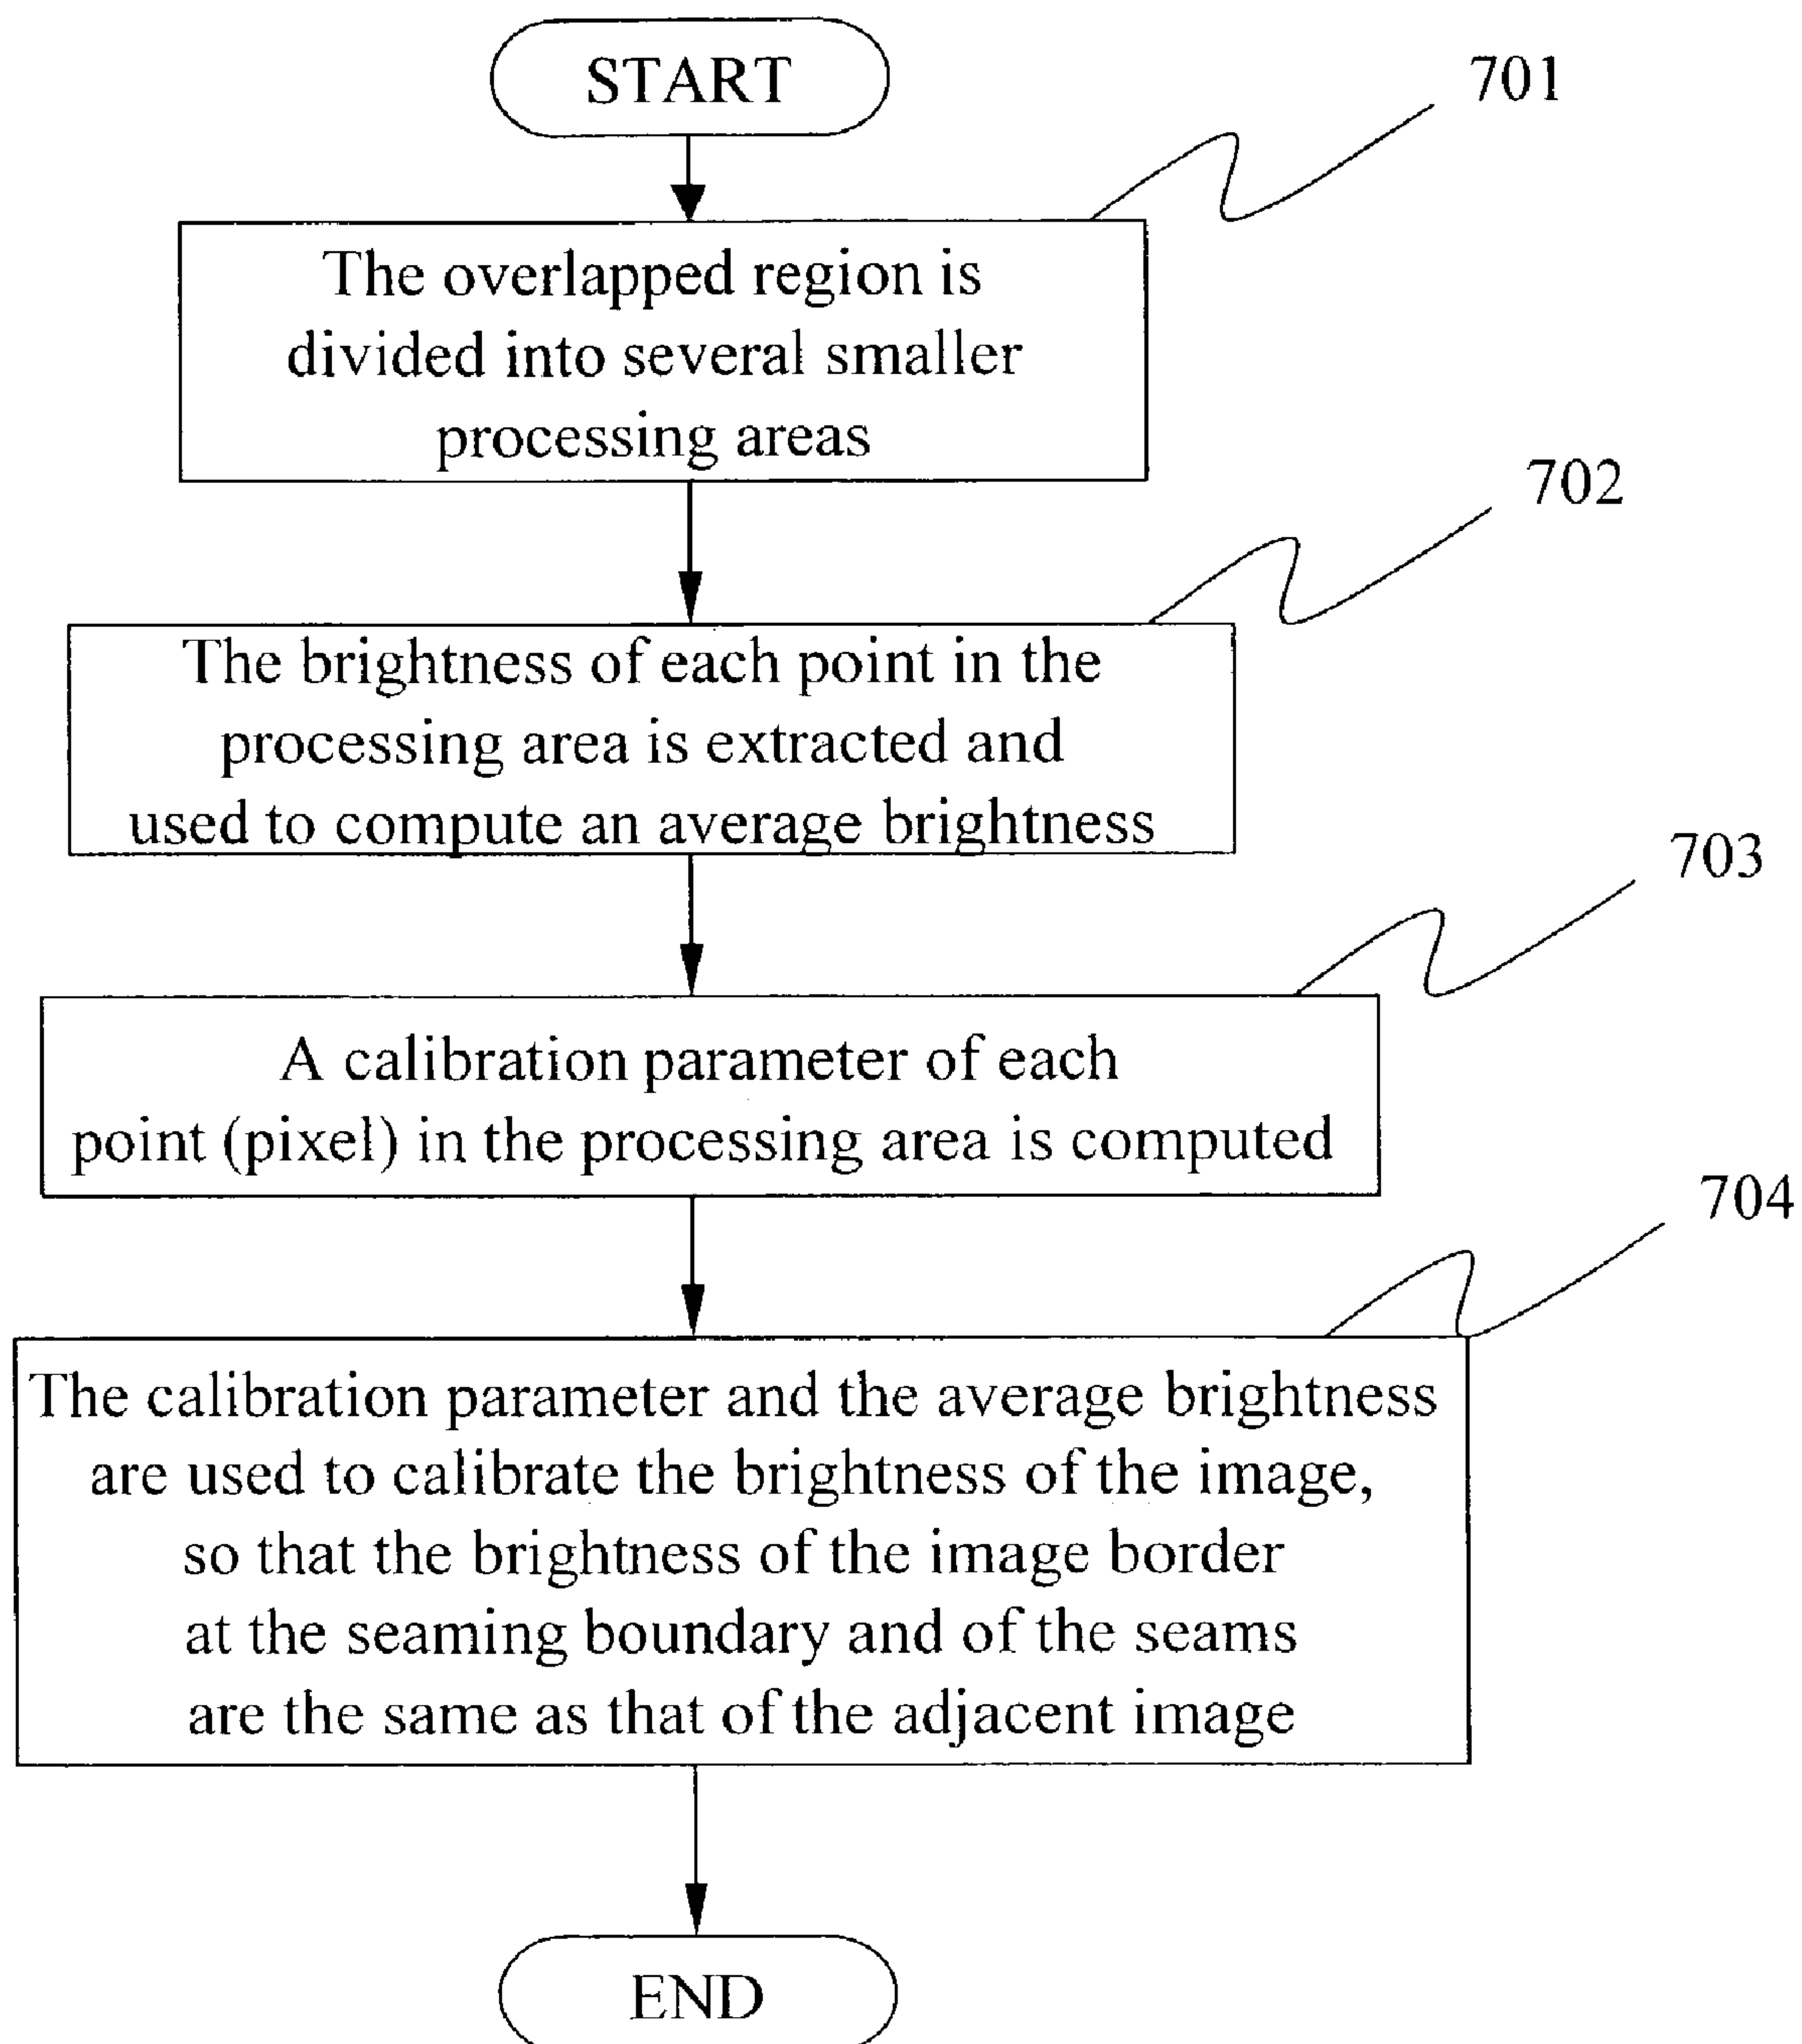 START
701
The overlapped region is
divided into several smaller
processing areas
702
The brightness of each point in the
processing area is extracted and
used to compute an average brightness
703
A calibration parameter of each
point (pixel) in the processing area is computed
704
The calibration parameter and the average brightness
are used to calibrate the brightness of the image,
so that the brightness of the image border
at the seaming boundary and of the seams
are the same as that of the adjacent image
END